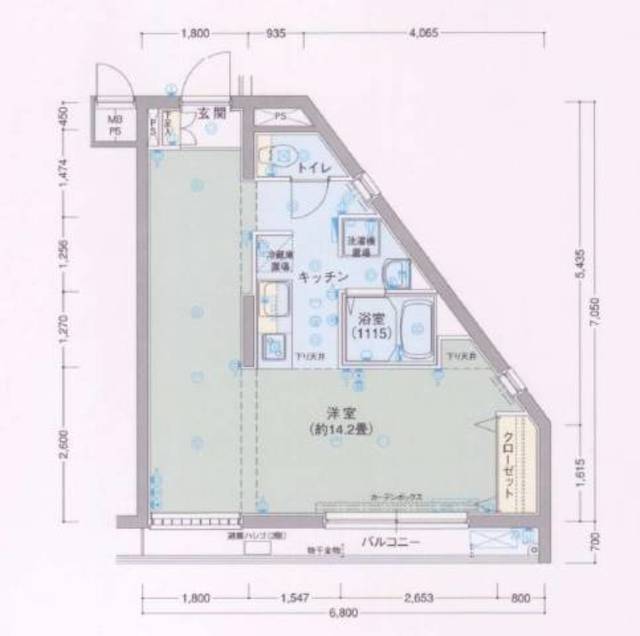 1,800
935
4,065
450
1,474
1,256
1,270
2,600
5,435
7,050
1,615
700
MB
PS
PS
下足入
玄関
PS
トイレ
洗濯機
置場
冷蔵庫
置場
キッチン
浴室
(1115)
下り天井
下り天井
洋室
(約14.2畳)
クローゼット
カーテンボックス
避難ハシゴ(2階)
物干金物
バルコニー
1,800
1,547
2,653
800
6,800